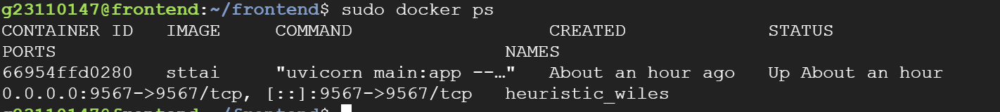 g23110147@frontend:~/frontend$ sudo docker ps
CONTAINER ID   IMAGE     COMMAND                  CREATED             STATUS
PORTS                                         NAMES
66954ffd0280   sttai     "uvicorn main:app --…"   About an hour ago   Up About an hour
0.0.0.0:9567->9567/tcp, [::]:9567->9567/tcp   heuristic_wiles
g23110147@frontend:~/frontend$